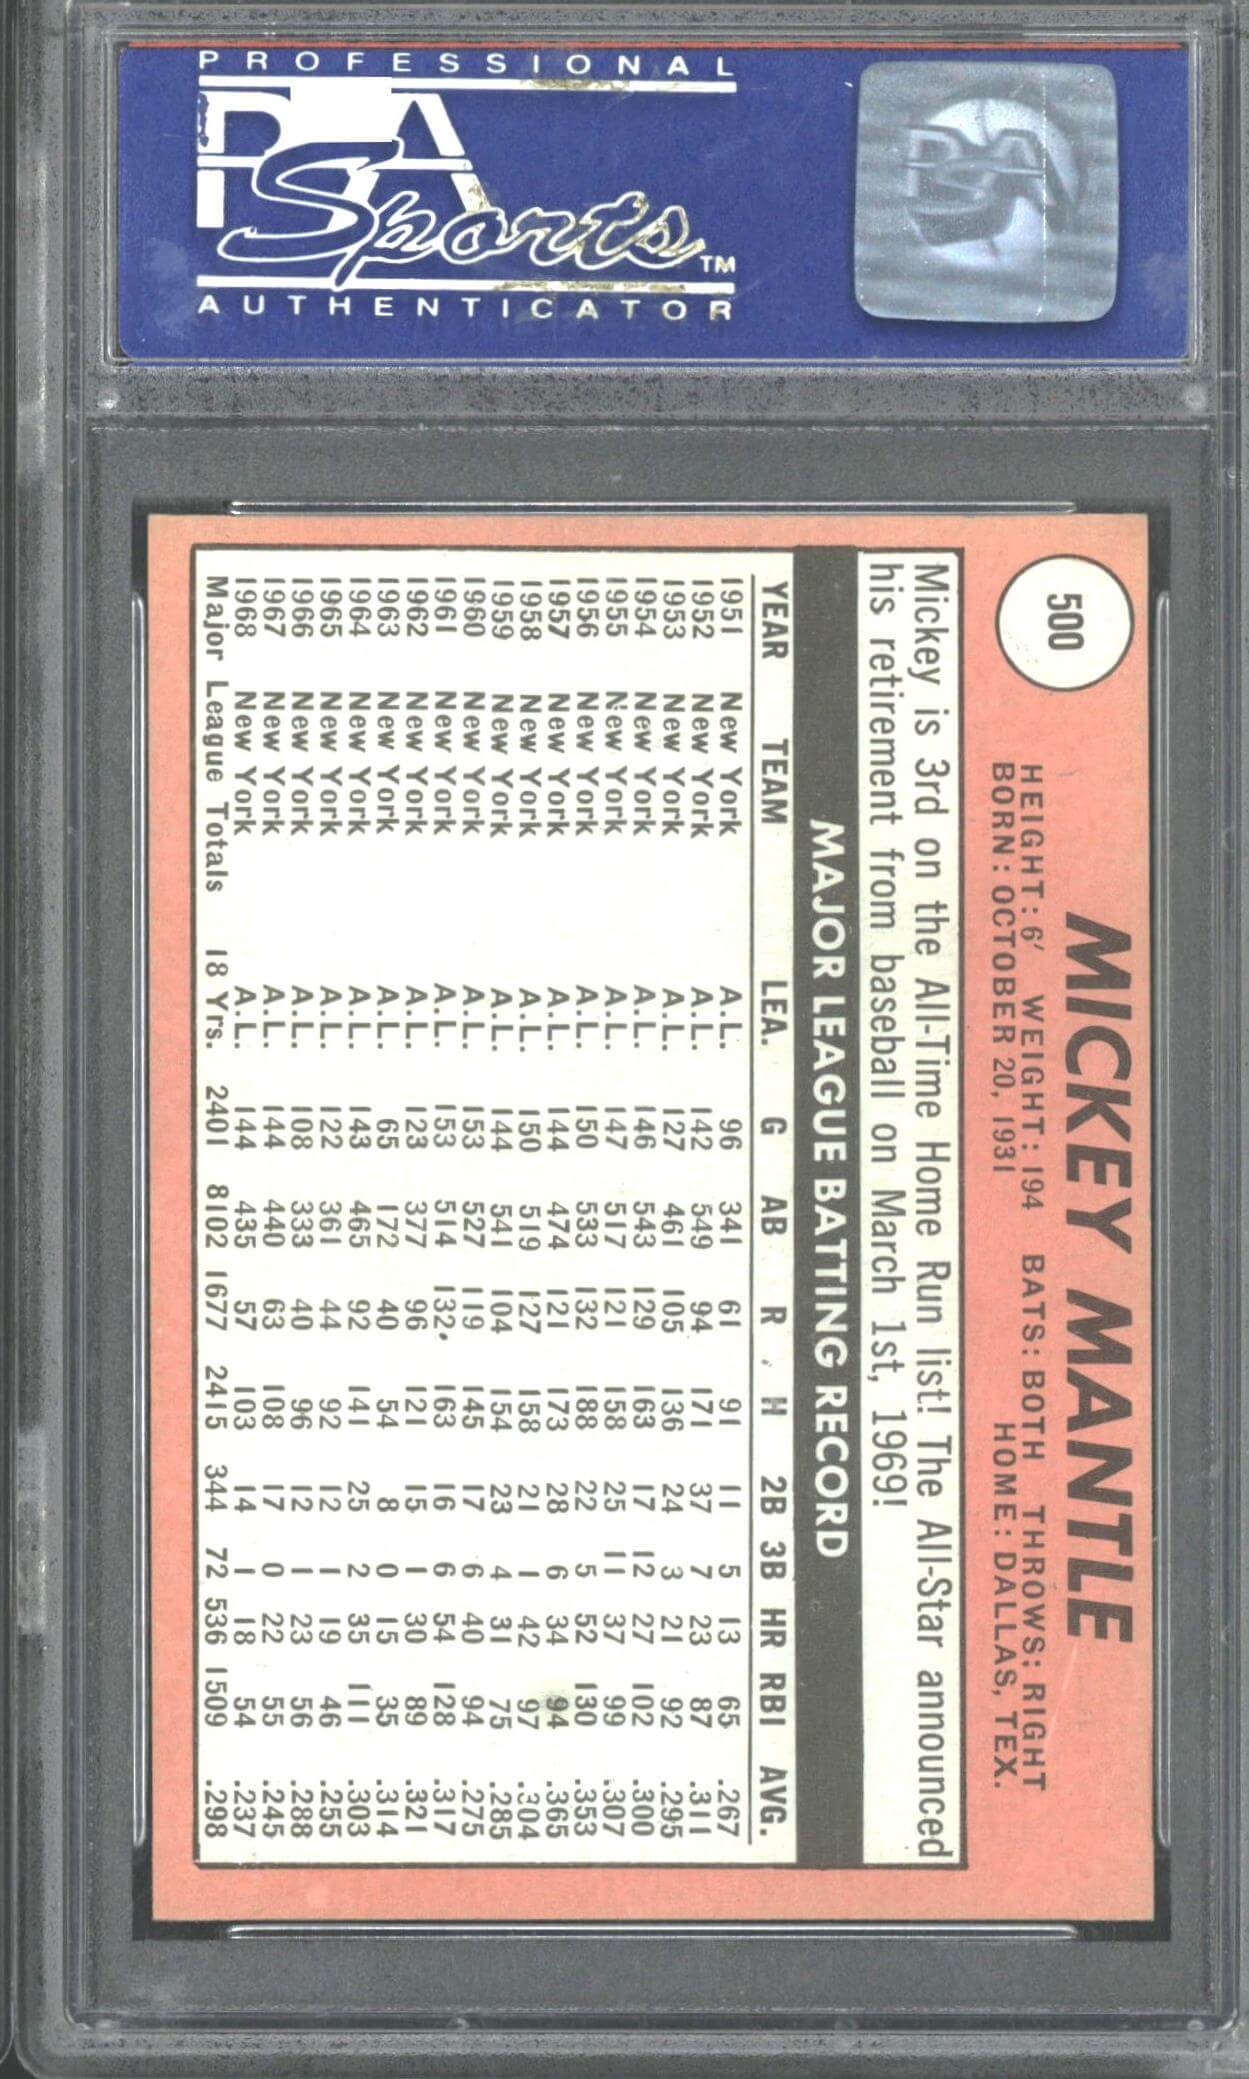 PROFESSIONAL
PSA
Sports TM
AUTHENTICATOR
PSA
500
MICKEY MANTLE
HEIGHT: 6' WEIGHT: 194 BATS: BOTH THROWS: RIGHT
BORN: OCTOBER 20, 1931 HOME: DALLAS, TEX.
Mickey is 3rd on the All-Time Home Run list! The All-Star announced
his retirement from baseball on March 1st, 1969!
MAJOR LEAGUE BATTING RECORD
YEAR TEAM LEA. G AB R H 2B 3B HR RBI AVG.
1951 New York A.L. 96 341 61 91 11 5 13 65 .267
1952 New York A.L. 142 549 94 171 37 7 23 87 .311
1953 New York A.L. 127 461 105 136 24 3 21 92 .295
1954 New York A.L. 146 543 129 163 17 12 27 102 .300
1955 New York A.L. 147 517 121 158 25 11 37 99 .307
1956 New York A.L. 150 533 132 188 22 5 52 130 .353
1957 New York A.L. 144 474 121 173 28 6 34 94 .365
1958 New York A.L. 150 519 127 158 21 1 42 97 .304
1959 New York A.L. 144 541 104 154 23 4 31 75 .285
1960 New York A.L. 153 527 119 145 17 6 40 94 .275
1961 New York A.L. 153 514 132 163 16 6 54 128 .317
1962 New York A.L. 123 377 96 121 15 1 30 89 .321
1963 New York A.L. 65 172 40 54 8 0 15 35 .314
1964 New York A.L. 143 465 92 141 25 2 35 111 .303
1965 New York A.L. 122 361 44 92 12 1 19 46 .255
1966 New York A.L. 108 333 40 96 12 1 23 56 .288
1967 New York A.L. 144 440 63 108 17 0 22 55 .245
1968 New York A.L. 144 435 57 103 14 1 18 54 .237
Major League Totals 18 Yrs. 2401 8102 1677 2415 344 72 536 1509 .298